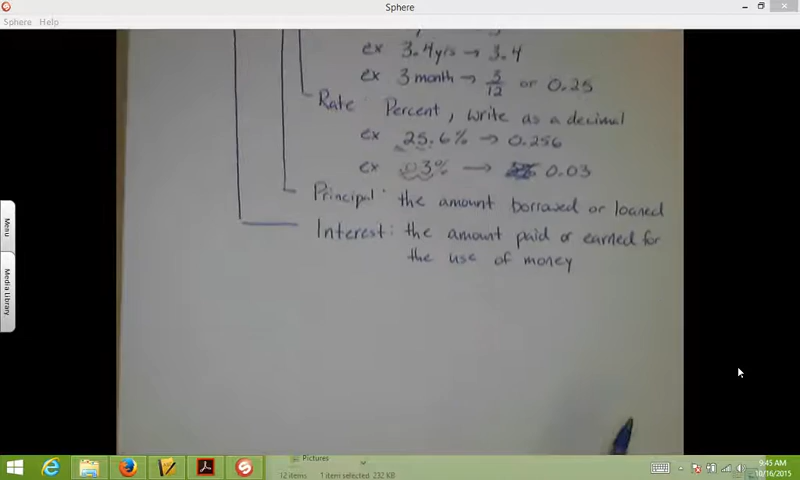 Sphere
Sphere Help
ex 3.4yrs → 3.4
ex 3 month → 3/12 or 0.25
Rate: Percent, write as a decimal
ex 25.6% → 0.256
ex 03% → 0.03
Principal: the amount borrowed or loaned
Interest: the amount paid or earned for
the use of money
Menu
Media Library
Pictures
12 items 1 item selected 232 KB
9:45 AM
10/16/2015